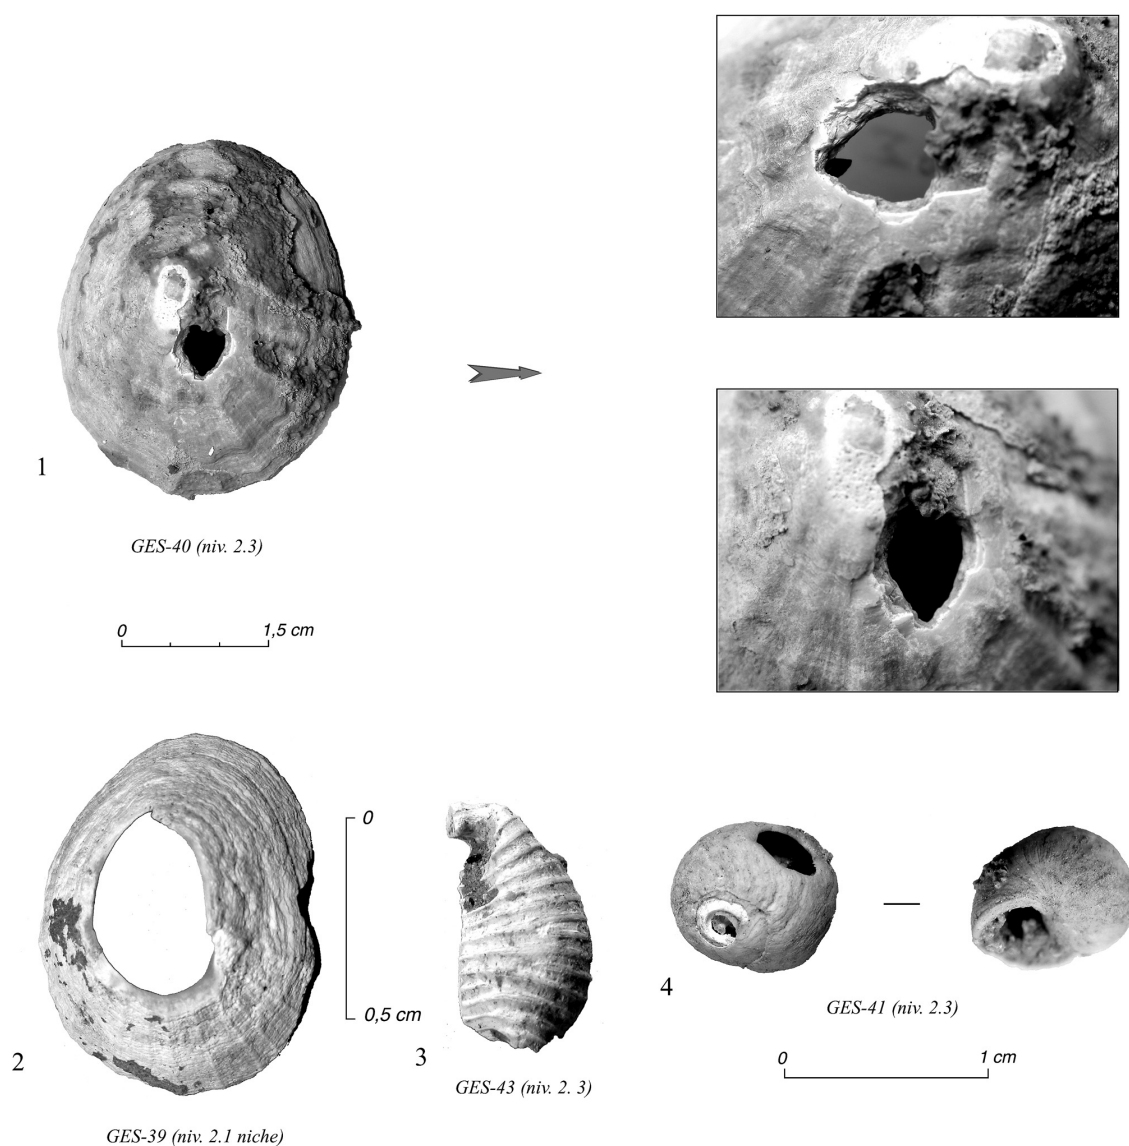 1
GES-40 (niv. 2.3)
0 1,5 cm
2
GES-39 (niv. 2.1 niche)
0
0,5 cm
3
GES-43 (niv. 2. 3)
4
GES-41 (niv. 2.3)
0 1 cm